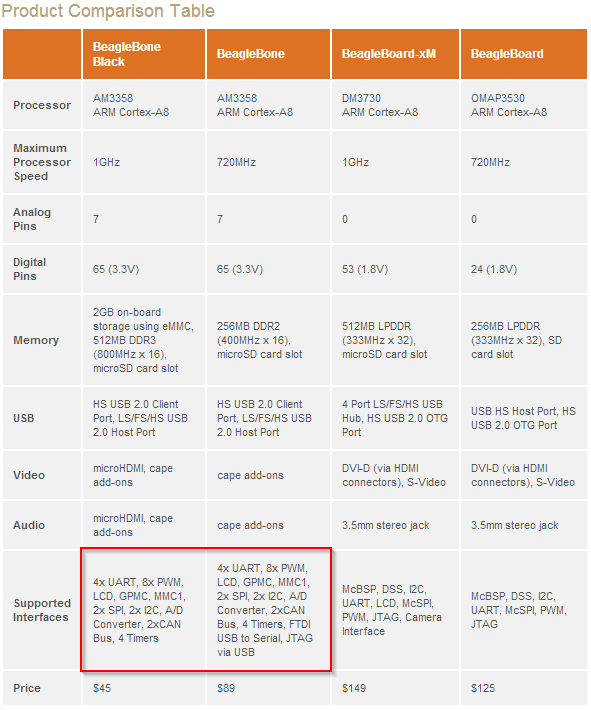 Product Comparison Table
BeagleBone
Black
BeagleBone
BeagleBoard-xM
BeagleBoard
Processor
AM3358
ARM Cortex-A8
AM3358
ARM Cortex-A8
DM3730
ARM Cortex-A8
OMAP3530
ARM Cortex-A8
Maximum
Processor
Speed
1GHz
720MHz
1GHz
720MHz
Analog
Pins
7
7
0
0
Digital
Pins
65 (3.3V)
65 (3.3V)
53 (1.8V)
24 (1.8V)
Memory
2GB on-board
storage using eMMC,
512MB DDR3
(800MHz x 16),
microSD card slot
256MB DDR2
(400MHz x 16),
microSD card slot
512MB LPDDR
(333MHz x 32),
microSD card slot
256MB LPDDR
(333MHz x 32), SD
card slot
USB
HS USB 2.0 Client
Port, LS/FS/HS USB
2.0 Host Port
HS USB 2.0 Client
Port, LS/FS/HS USB
2.0 Host Port
4 Port LS/FS/HS USB
Hub, HS USB 2.0 OTG
Port
USB HS Host Port, HS
USB 2.0 OTG Port
Video
microHDMI, cape
add-ons
cape add-ons
DVI-D (via HDMI
connectors), S-Video
DVI-D (via HDMI
connectors), S-Video
Audio
microHDMI, cape
add-ons
cape add-ons
3.5mm stereo jack
3.5mm stereo jack
Supported
Interfaces
4x UART, 8x PWM,
LCD, GPMC, MMC1,
2x SPI, 2x I2C, A/D
Converter, 2xCAN
Bus, 4 Timers
4x UART, 8x PWM,
LCD, GPMC, MMC1,
2x SPI, 2x I2C, A/D
Converter, 2xCAN
Bus, 4 Timers, FTDI
USB to Serial, JTAG
via USB
McBSP, DSS, I2C,
UART, LCD, McSPI,
PWM, JTAG, Camera
Interface
McBSP, DSS, I2C,
UART, McSPI, PWM,
JTAG
Price
$45
$89
$149
$125